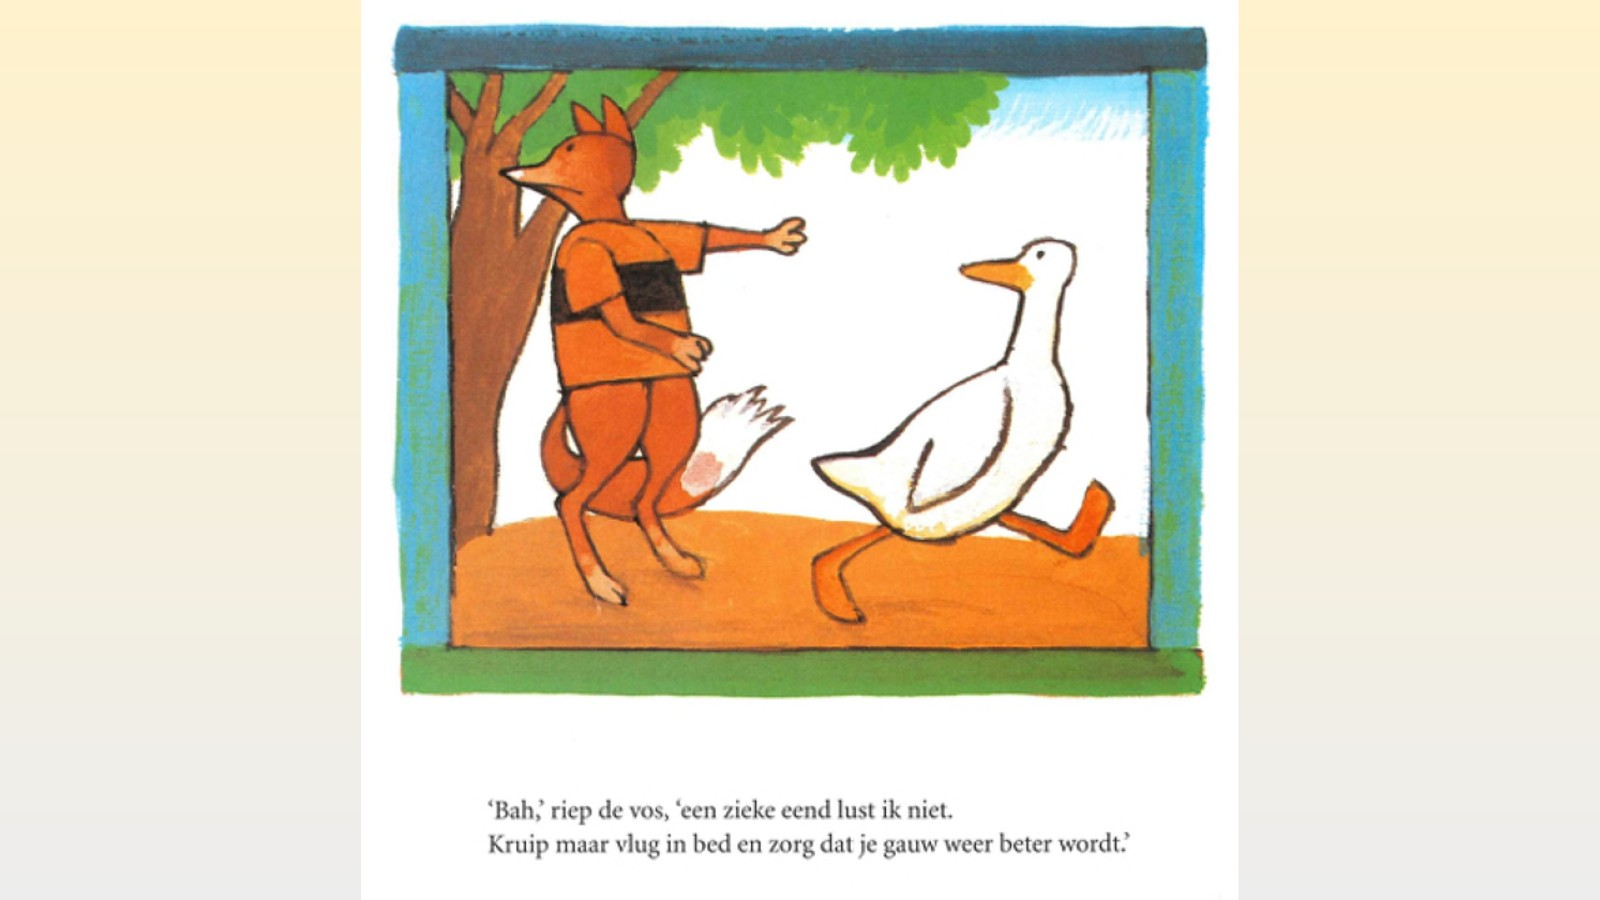 ‘Bah,’ riep de vos, ‘een zieke eend lust ik niet.
Kruip maar vlug in bed en zorg dat je gauw weer beter wordt.’